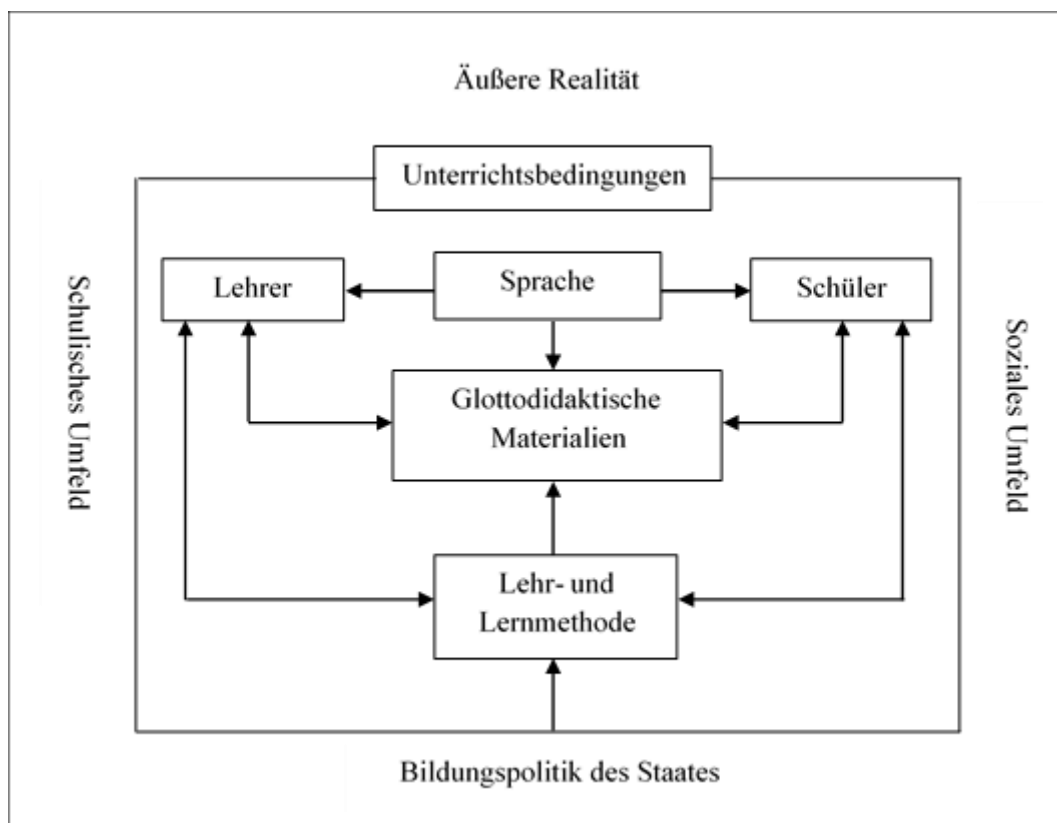 Äußere Realität
Unterrichtsbedingungen
Schulisches Umfeld
Lehrer
Sprache
Schüler
Soziales Umfeld
Glottodidaktische
Materialien
Lehr- und
Lernmethode
Bildungspolitik des Staates